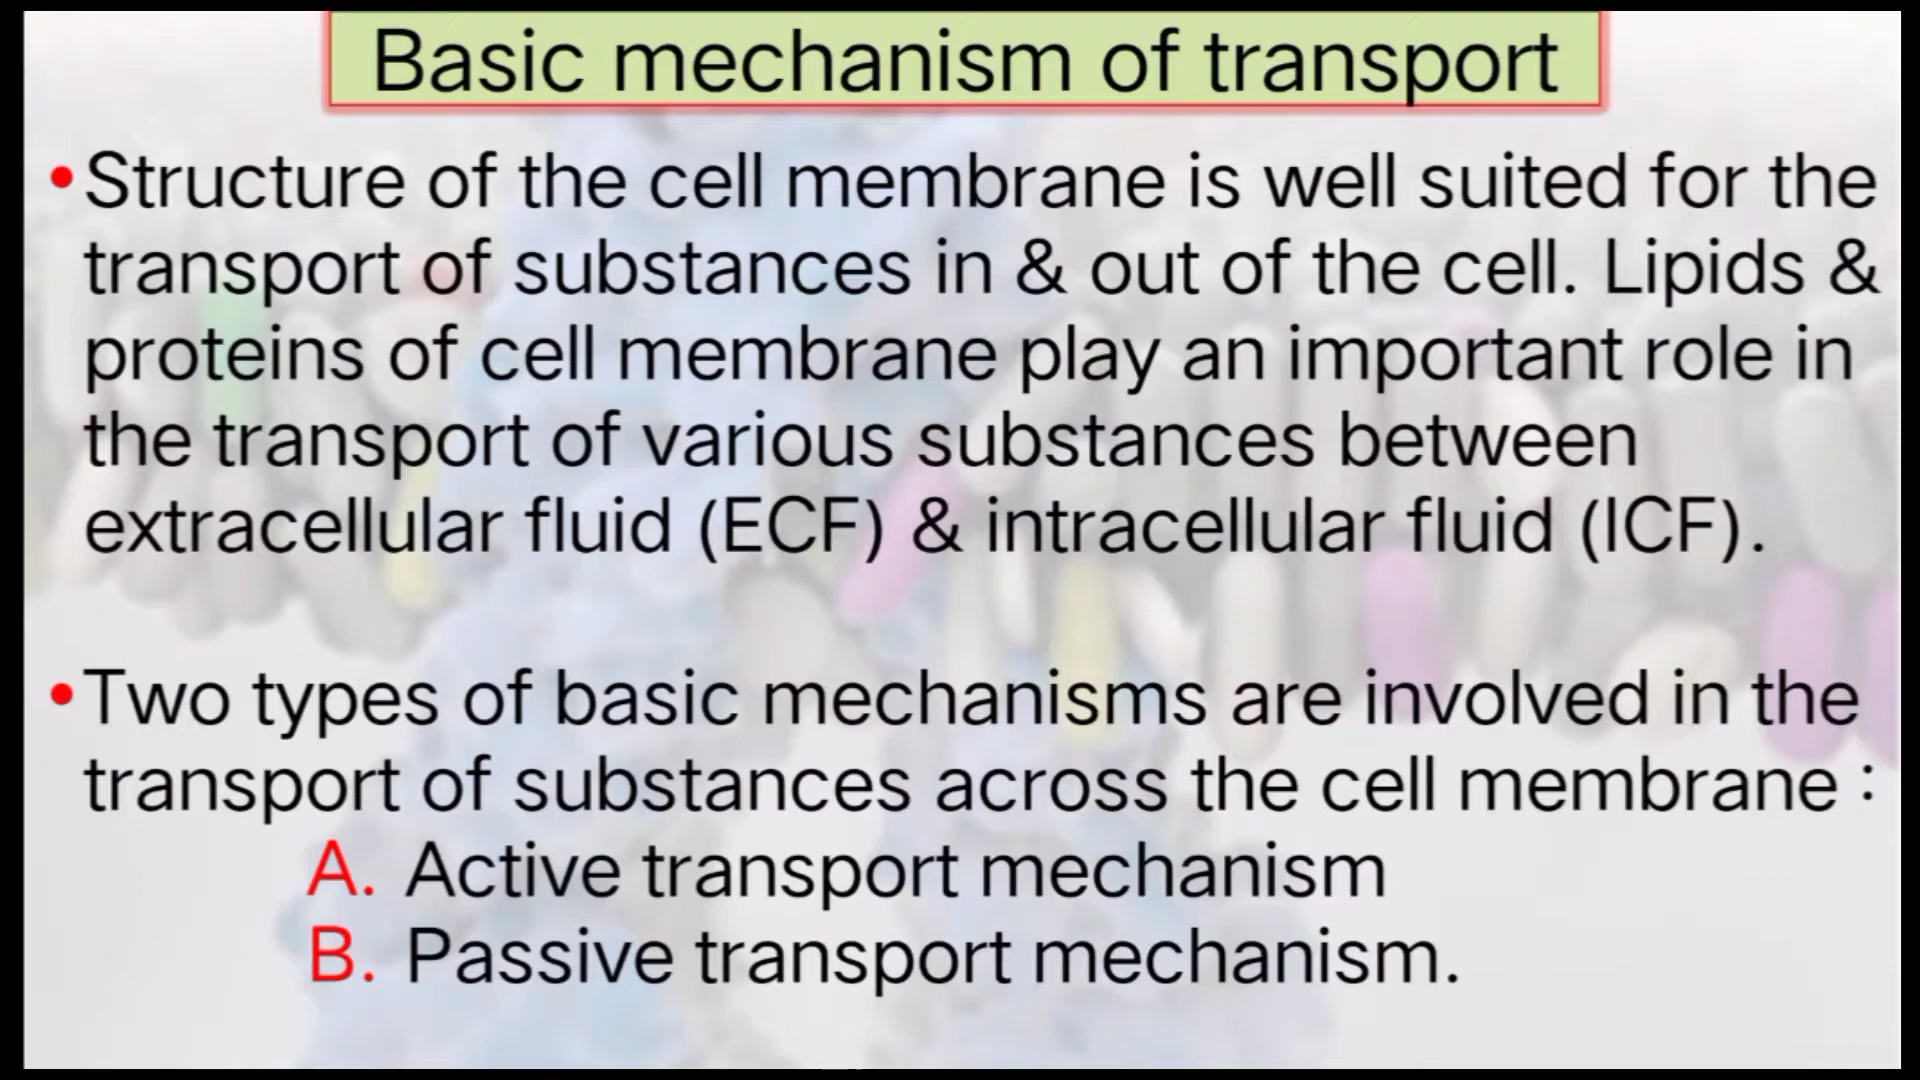 Basic mechanism of transport
•Structure of the cell membrane is well suited for the
transport of substances in & out of the cell. Lipids &
proteins of cell membrane play an important role in
the transport of various substances between
extracellular fluid (ECF) & intracellular fluid (ICF).
•Two types of basic mechanisms are involved in the
transport of substances across the cell membrane :
A. Active transport mechanism
B. Passive transport mechanism.